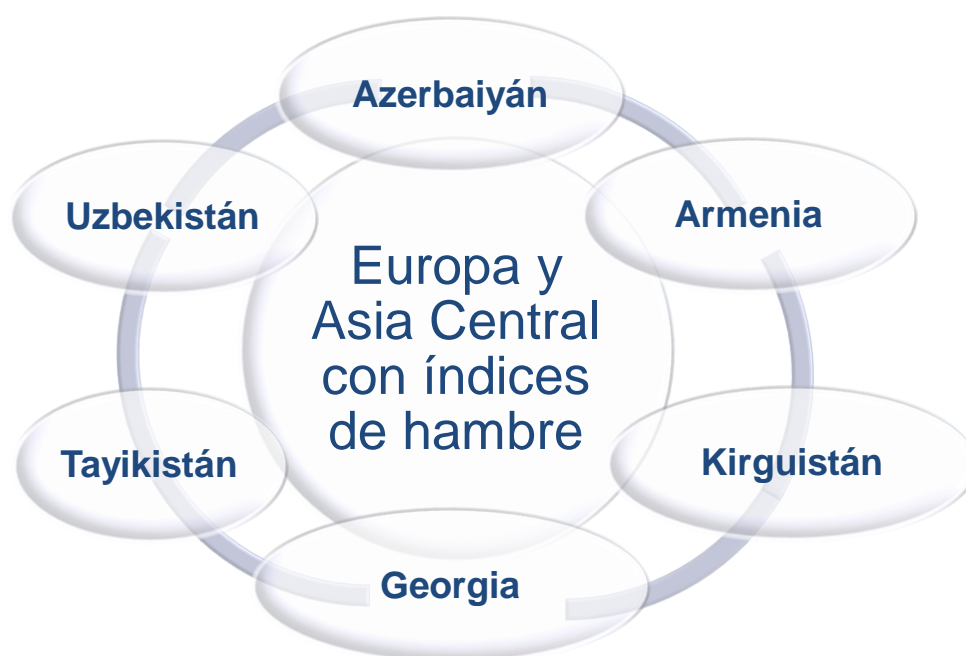 Azerbaiyán
Uzbekistán
Armenia
Europa y
Asia Central
con índices
de hambre
Tayikistán
Kirguistán
Georgia